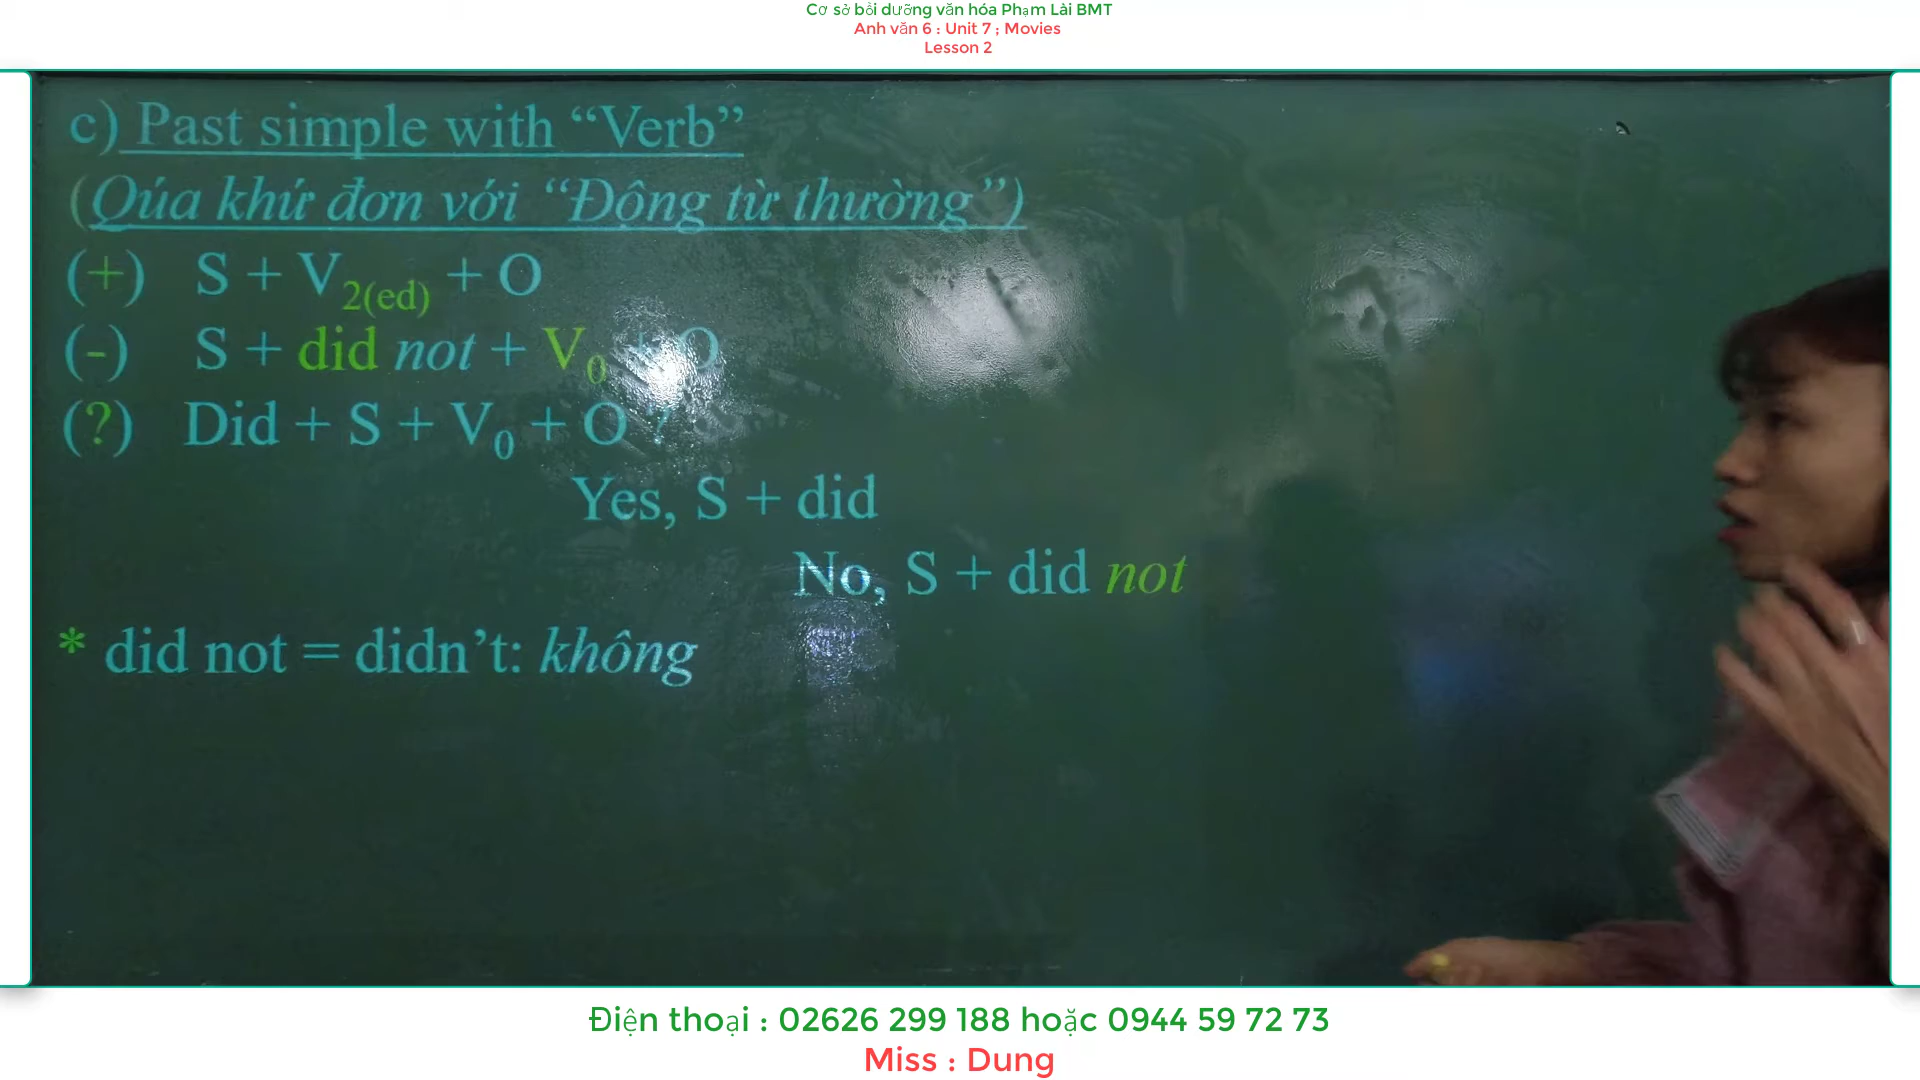 Cơ sở bồi dưỡng văn hóa Phạm Lài BMT
Anh văn 6 : Unit 7 ; Movies
Lesson 2
c) Past simple with “Verb”
(Qúa khứ đơn với “Động từ thường”)
(+) S + V2(ed) + O
(-) S + did not + V0 + O
(?) Did + S + V0 + O ?
Yes, S + did
No, S + did not
* did not = didn’t: không
Điện thoại : 02626 299 188 hoặc 0944 59 72 73
Miss : Dung